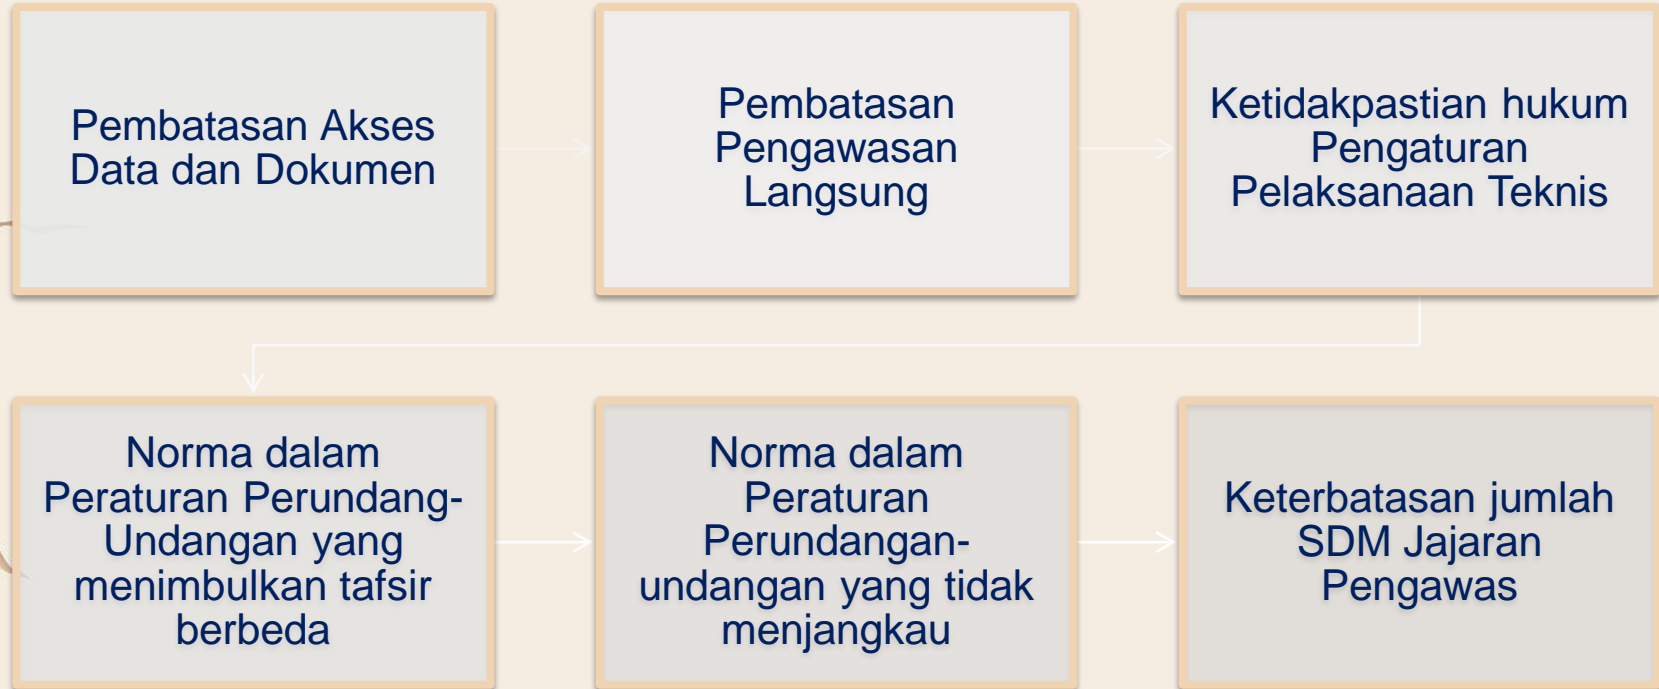 Pembatasan Akses
Data dan Dokumen
Pembatasan
Pengawasan
Langsung
Ketidakpastian hukum
Pengaturan
Pelaksanaan Teknis
Norma dalam
Peraturan Perundang-
Undangan yang
menimbulkan tafsir
berbeda
Norma dalam
Peraturan
Perundangan-
undangan yang tidak
menjangkau
Keterbatasan jumlah
SDM Jajaran
Pengawas